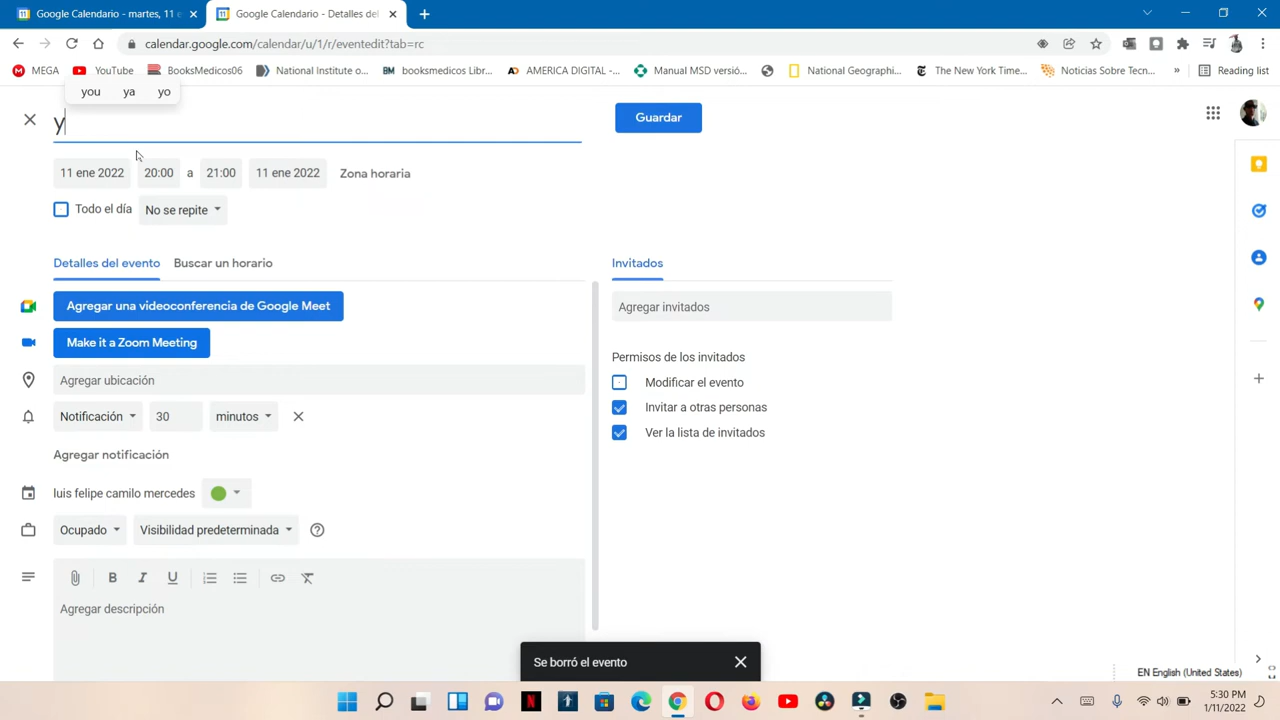 Google Calendario - martes, 11 e
Google Calendario - Detalles del
calendar.google.com/calendar/u/1/r/eventedit?tab=rc
MEGA
YouTube
BooksMedicos06
National Institute o...
booksmedicos Libr...
AMERICA DIGITAL -...
Manual MSD versió...
National Geographi...
The New York Time...
Noticias Sobre Tecn...
»
Reading list
you ya yo
y
Guardar
11 ene 2022 20:00 a 21:00 11 ene 2022 Zona horaria
Todo el día No se repite
Detalles del evento Buscar un horario
Invitados
Agregar una videoconferencia de Google Meet
Agregar invitados
Make it a Zoom Meeting
Permisos de los invitados
Agregar ubicación
Modificar el evento
Notificación 30 minutos
Invitar a otras personas
Ver la lista de invitados
Agregar notificación
luis felipe camilo mercedes
Ocupado Visibilidad predeterminada
B I U
Agregar descripción
Se borró el evento
EN English (United States)
5:30 PM
1/11/2022